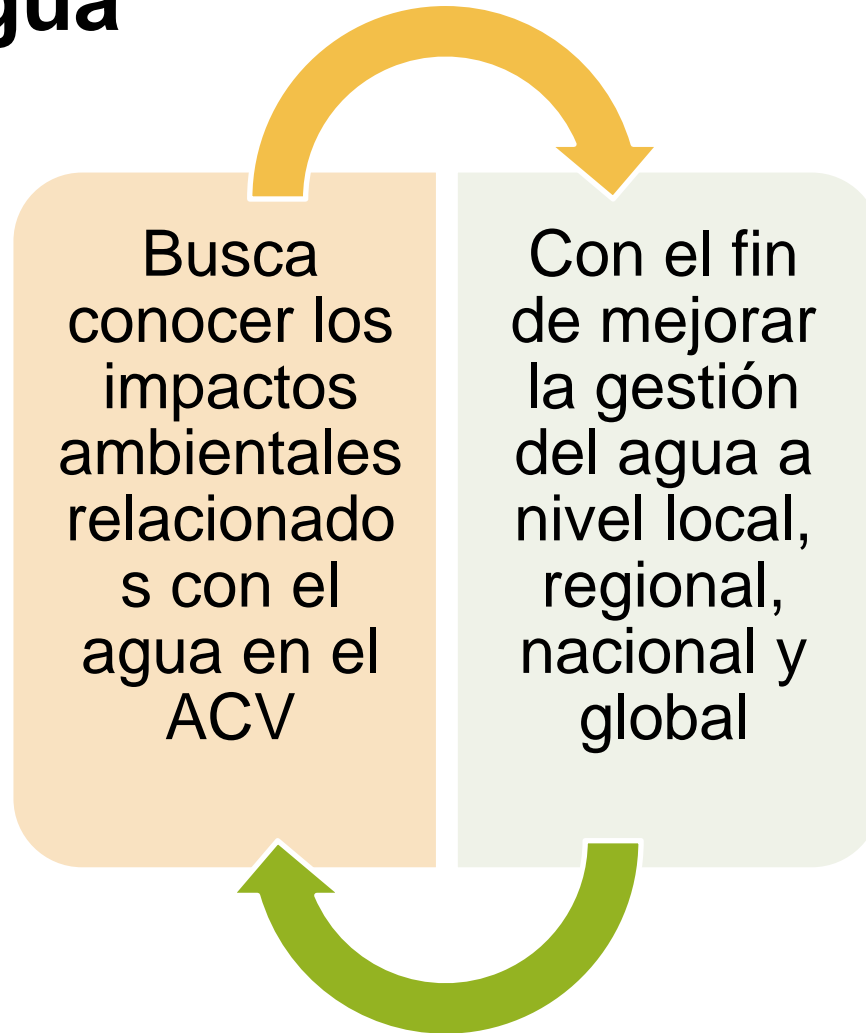 gua
Busca
conocer los
impactos
ambientales
relacionado
s con el
agua en el
ACV
Con el fin
de mejorar
la gestión
del agua a
nivel local,
regional,
nacional y
global